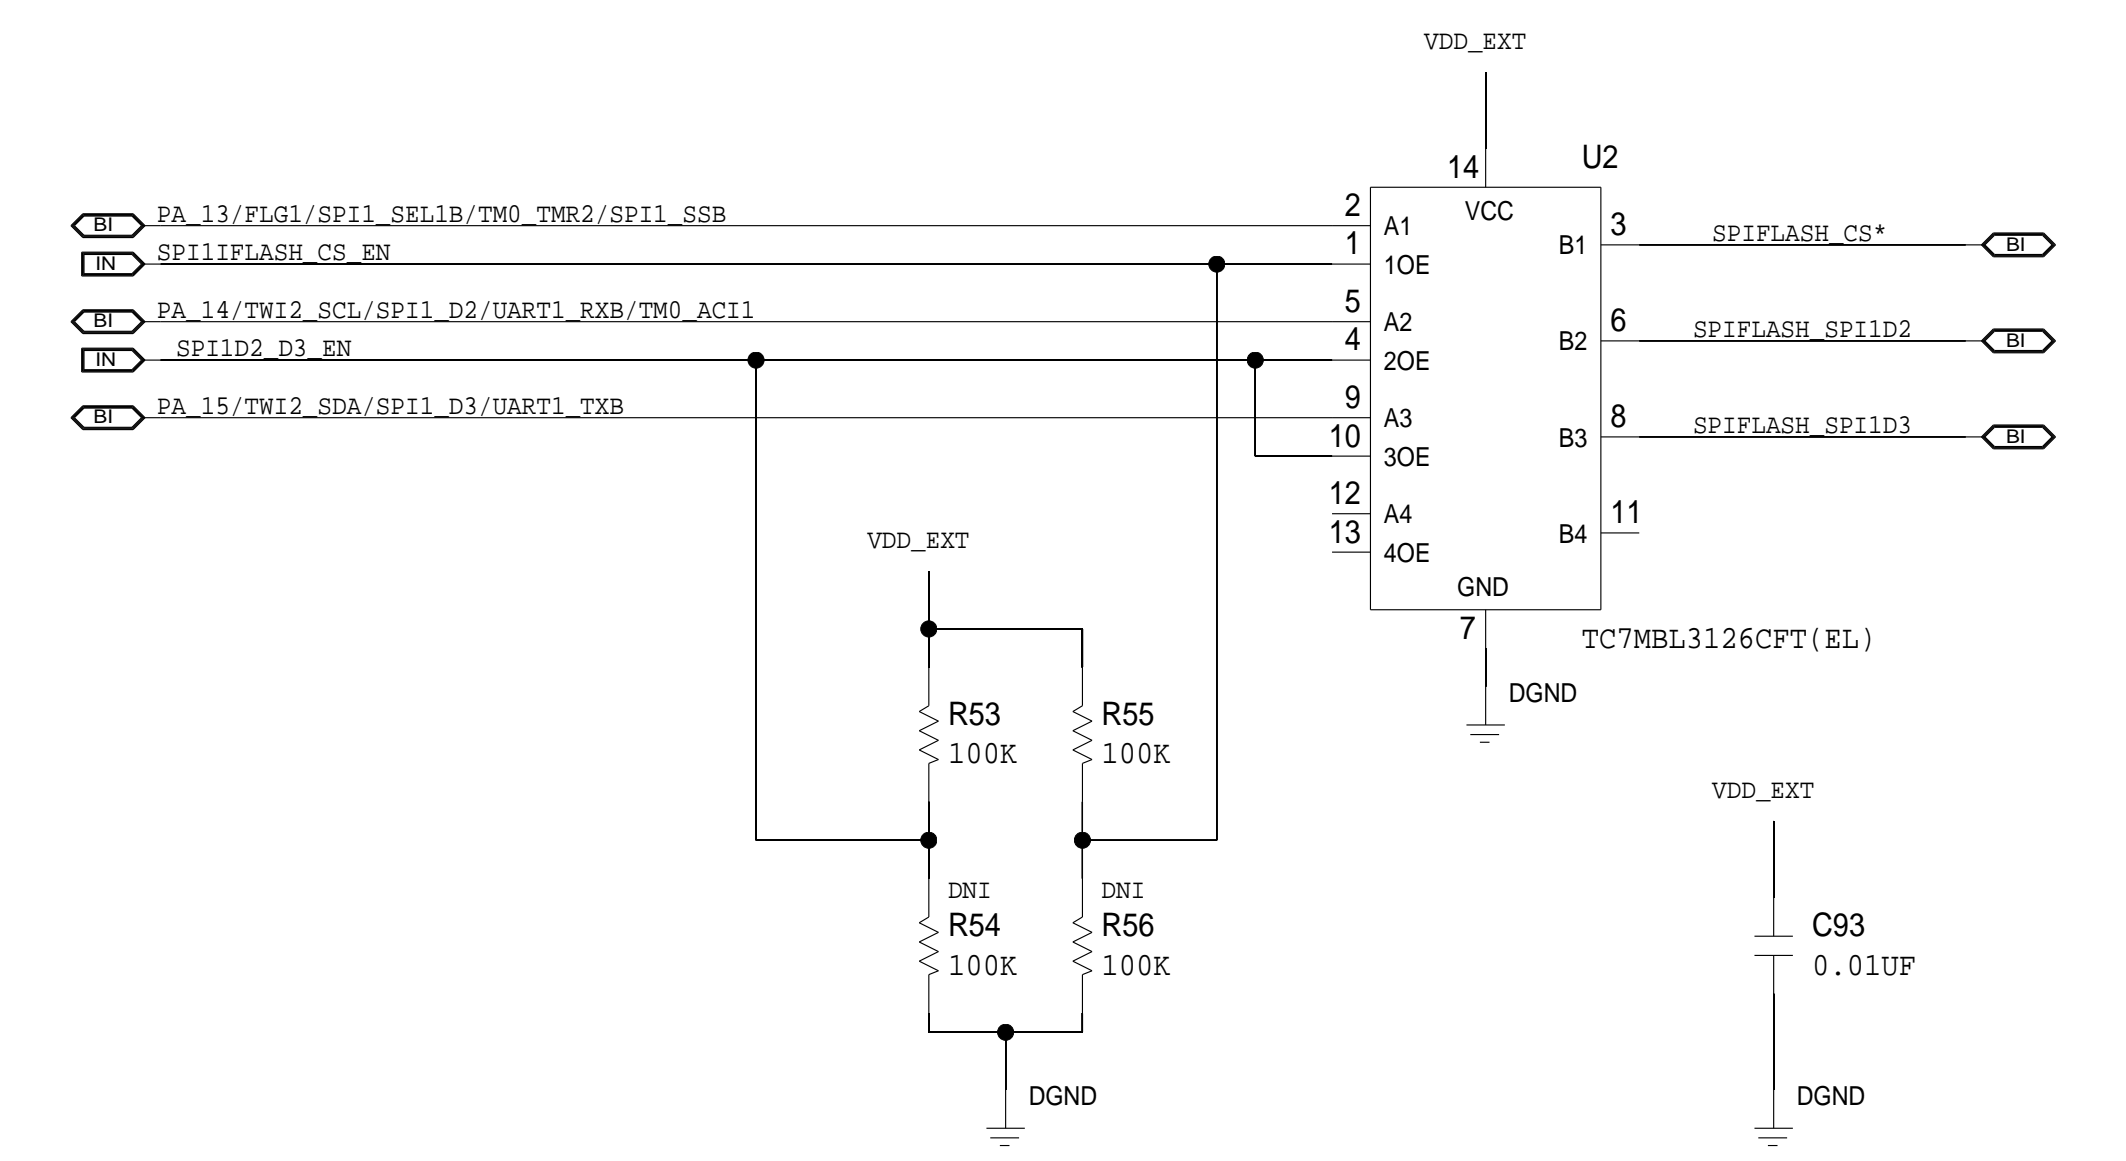 VDD_EXT
U2
14
VCC
BI PA_13/FLG1/SPI1_SEL1B/TM0_TMR2/SPI1_SSB 2 A1
B1 3 SPIFLASH_CS* BI
IN SPI1IFLASH_CS_EN 1 1OE
BI PA_14/TWI2_SCL/SPI1_D2/UART1_RXB/TM0_ACI1 5 A2
B2 6 SPIFLASH_SPI1D2 BI
IN SPI1D2_D3_EN 4 2OE
BI PA_15/TWI2_SDA/SPI1_D3/UART1_TXB 9 A3
B3 8 SPIFLASH_SPI1D3 BI
10 3OE
12 A4
B4 11
13 4OE
GND
7
TC7MBL3126CFT(EL)
DGND
VDD_EXT
R53
100K
R55
100K
DNI
R54
100K
DNI
R56
100K
DGND
VDD_EXT
C93
0.01UF
DGND